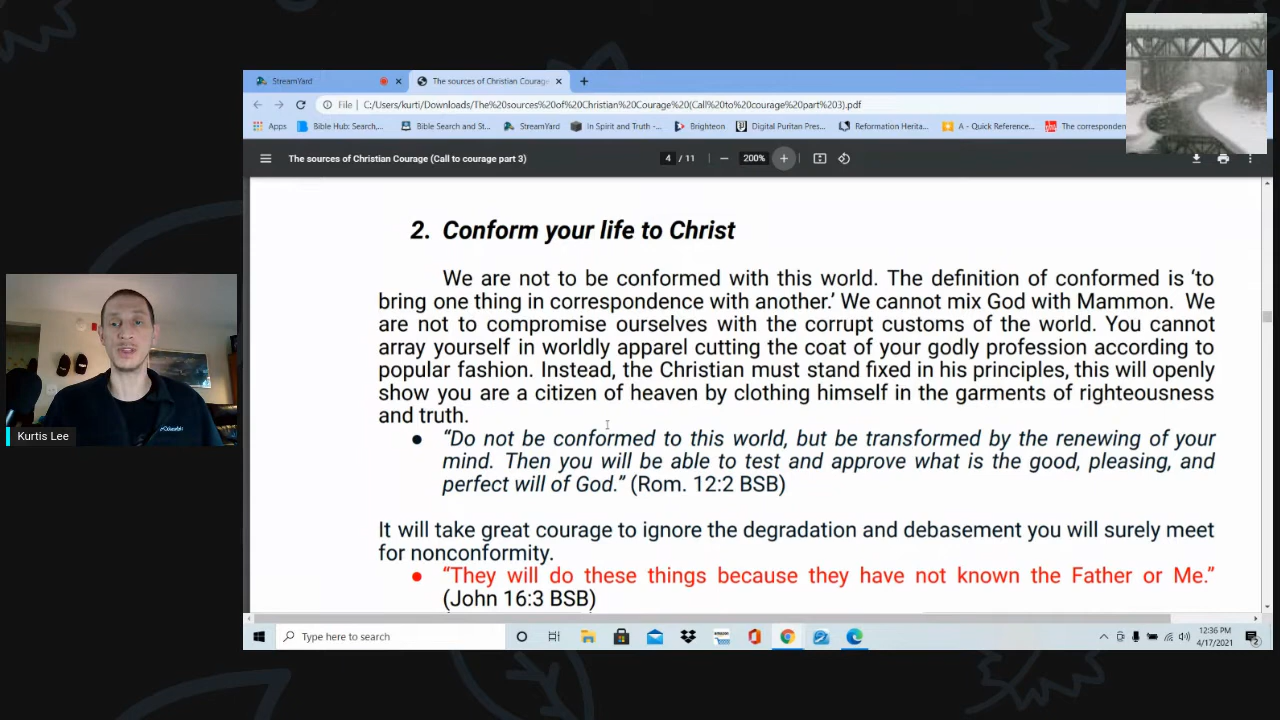 StreamYard
The sources of Christian Courage
File
C:/Users/kurti/Downloads/The%20sources%20of%20Christian%20Courage%20(Call%20to%20courage%20part%203).pdf
Apps
Bible Hub: Search,...
Bible Search and St...
StreamYard
In Spirit and Truth -...
Brighteon
Digital Puritan Pres...
Reformation Herita...
A - Quick Reference...
The corresponden
The sources of Christian Courage (Call to courage part 3)
4 / 11
200%
2. Conform your life to Christ
We are not to be conformed with this world. The definition of conformed is ‘to
bring one thing in correspondence with another.’ We cannot mix God with Mammon. We
are not to compromise ourselves with the corrupt customs of the world. You cannot
array yourself in worldly apparel cutting the coat of your godly profession according to
popular fashion. Instead, the Christian must stand fixed in his principles, this will openly
show you are a citizen of heaven by clothing himself in the garments of righteousness
and truth.
● “Do not be conformed to this world, but be transformed by the renewing of your
mind. Then you will be able to test and approve what is the good, pleasing, and
perfect will of God.” (Rom. 12:2 BSB)
It will take great courage to ignore the degradation and debasement you will surely meet
for nonconformity.
● “They will do these things because they have not known the Father or Me.”
(John 16:3 BSB)
Kurtis Lee
Type here to search
12:36 PM
4/17/2021